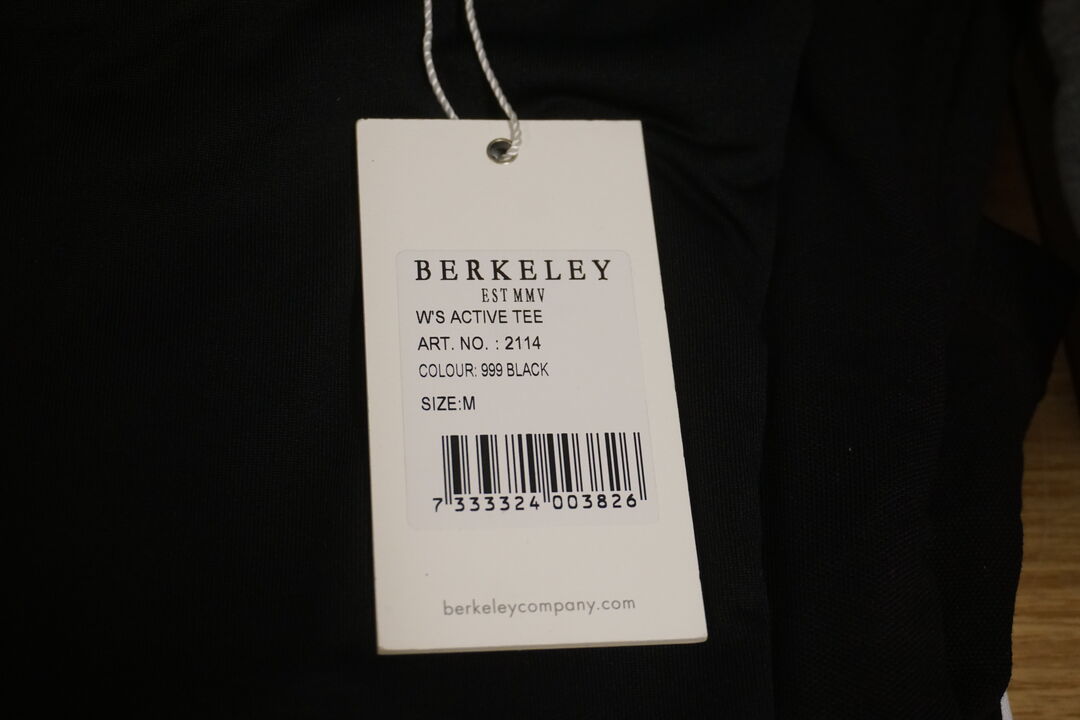 BERKELEY
EST MMV
W'S ACTIVE TEE
ART. NO. : 2114
COLOUR: 999 BLACK
SIZE:M
7 333324 003826
berkeleycompany.com